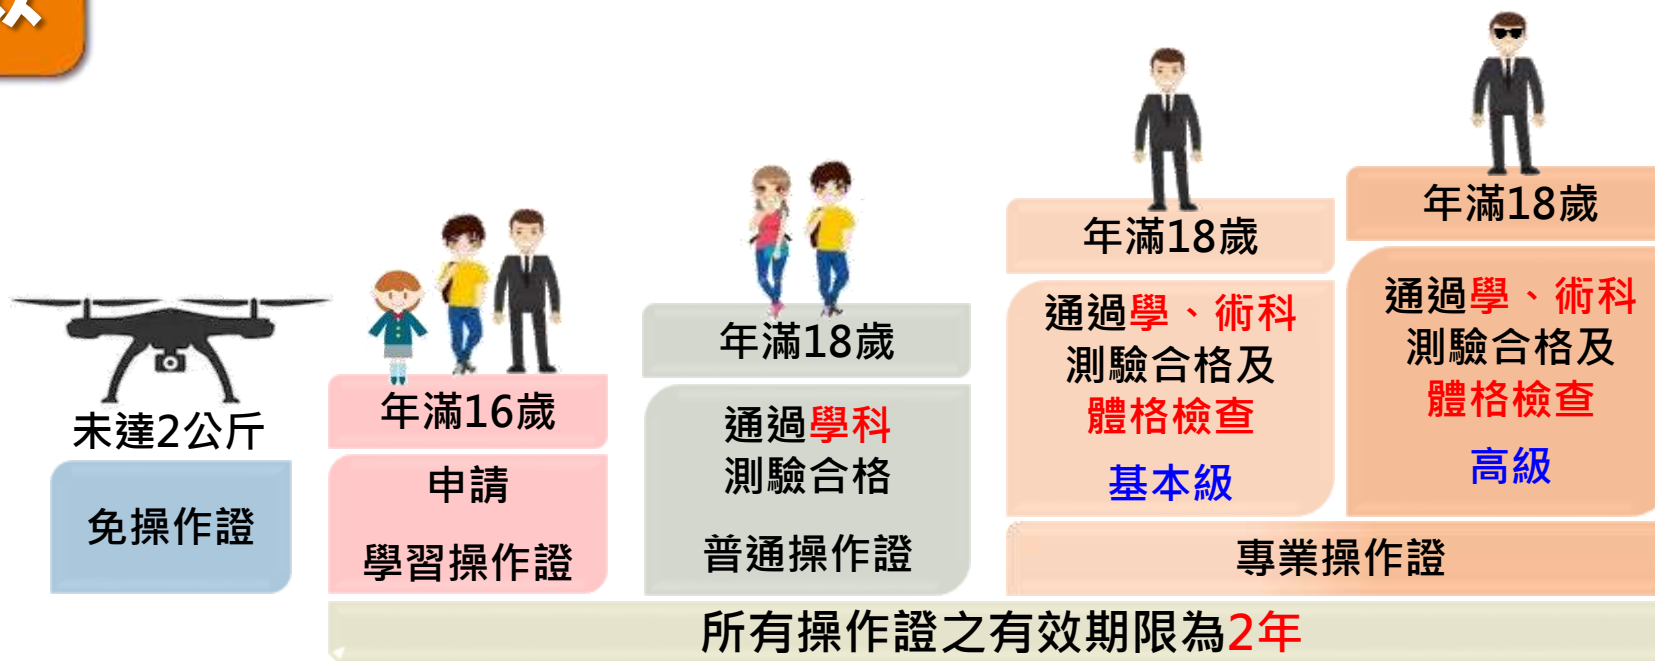 未達2公斤
免操作證
年滿16歲
申請
學習操作證
年滿18歲
通過學科
測驗合格
普通操作證
年滿18歲
通過學、術科
測驗合格及
體格檢查
基本級
年滿18歲
通過學、術科
測驗合格及
體格檢查
高級
專業操作證
所有操作證之有效期限為2年